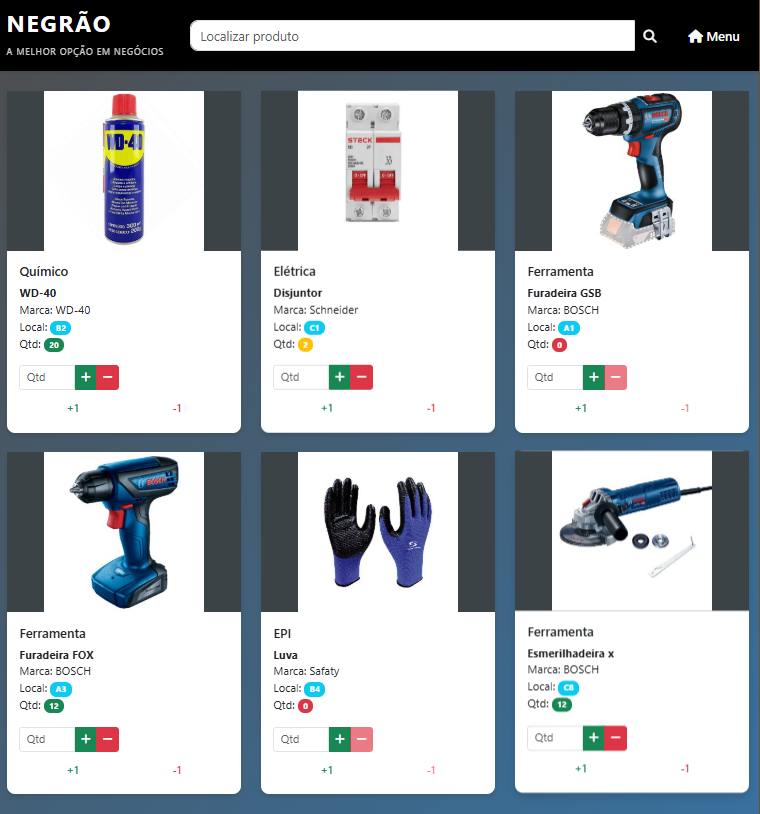 NEGRÃO
A MELHOR OPÇÃO EM NEGÓCIOS
Localizar produto
Menu
WD-40
Químico
WD-40
Marca: WD-40
Local: B2
Qtd: 20
Qtd + −
+1 -1
STECK
Elétrica
Disjuntor
Marca: Schneider
Local: C1
Qtd: 2
Qtd + −
+1 -1
BOSCH
Ferramenta
Furadeira GSB
Marca: BOSCH
Local: A1
Qtd: 0
Qtd + −
+1 -1
BOSCH
Ferramenta
Furadeira FOX
Marca: BOSCH
Local: A3
Qtd: 12
Qtd + −
+1 -1
EPI
Luva
Marca: Safaty
Local: B4
Qtd: 0
Qtd + −
+1 -1
Ferramenta
Esmerilhadeira x
Marca: BOSCH
Local: C8
Qtd: 12
Qtd + −
+1 -1